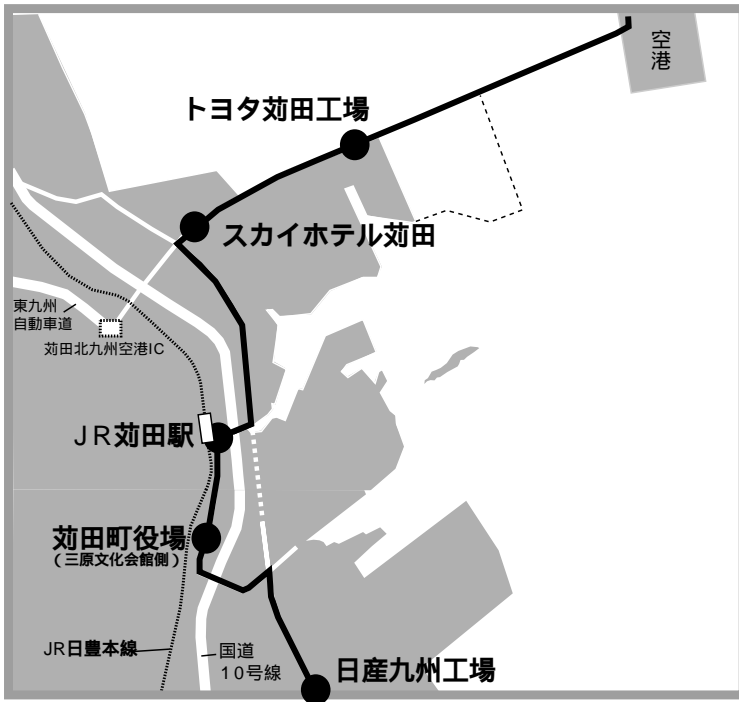 空港
トヨタ苅田工場
スカイホテル苅田
東九州
自動車道
苅田北九州空港IC
ＪＲ苅田駅
苅田町役場
（三原文化会館側）
JR日豊本線
国道
１０号線
日産九州工場